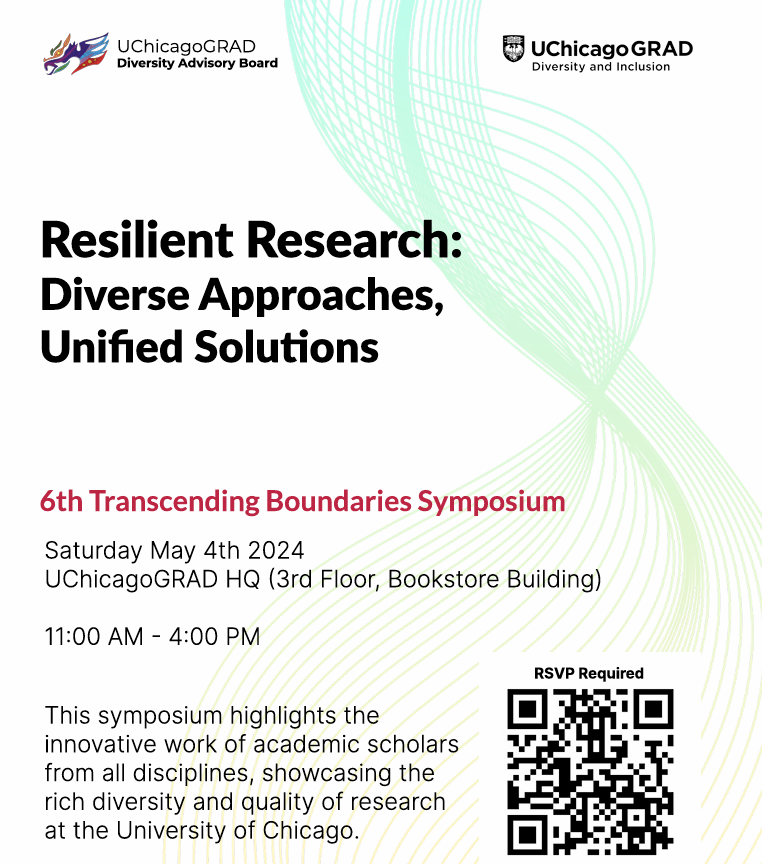 UChicagoGRAD
Diversity Advisory Board
UChicagoGRAD
Diversity and Inclusion
Resilient Research:
Diverse Approaches,
Unified Solutions
6th Transcending Boundaries Symposium
Saturday May 4th 2024
UChicagoGRAD HQ (3rd Floor, Bookstore Building)
11:00 AM - 4:00 PM
RSVP Required
This symposium highlights the
innovative work of academic scholars
from all disciplines, showcasing the
rich diversity and quality of research
at the University of Chicago.